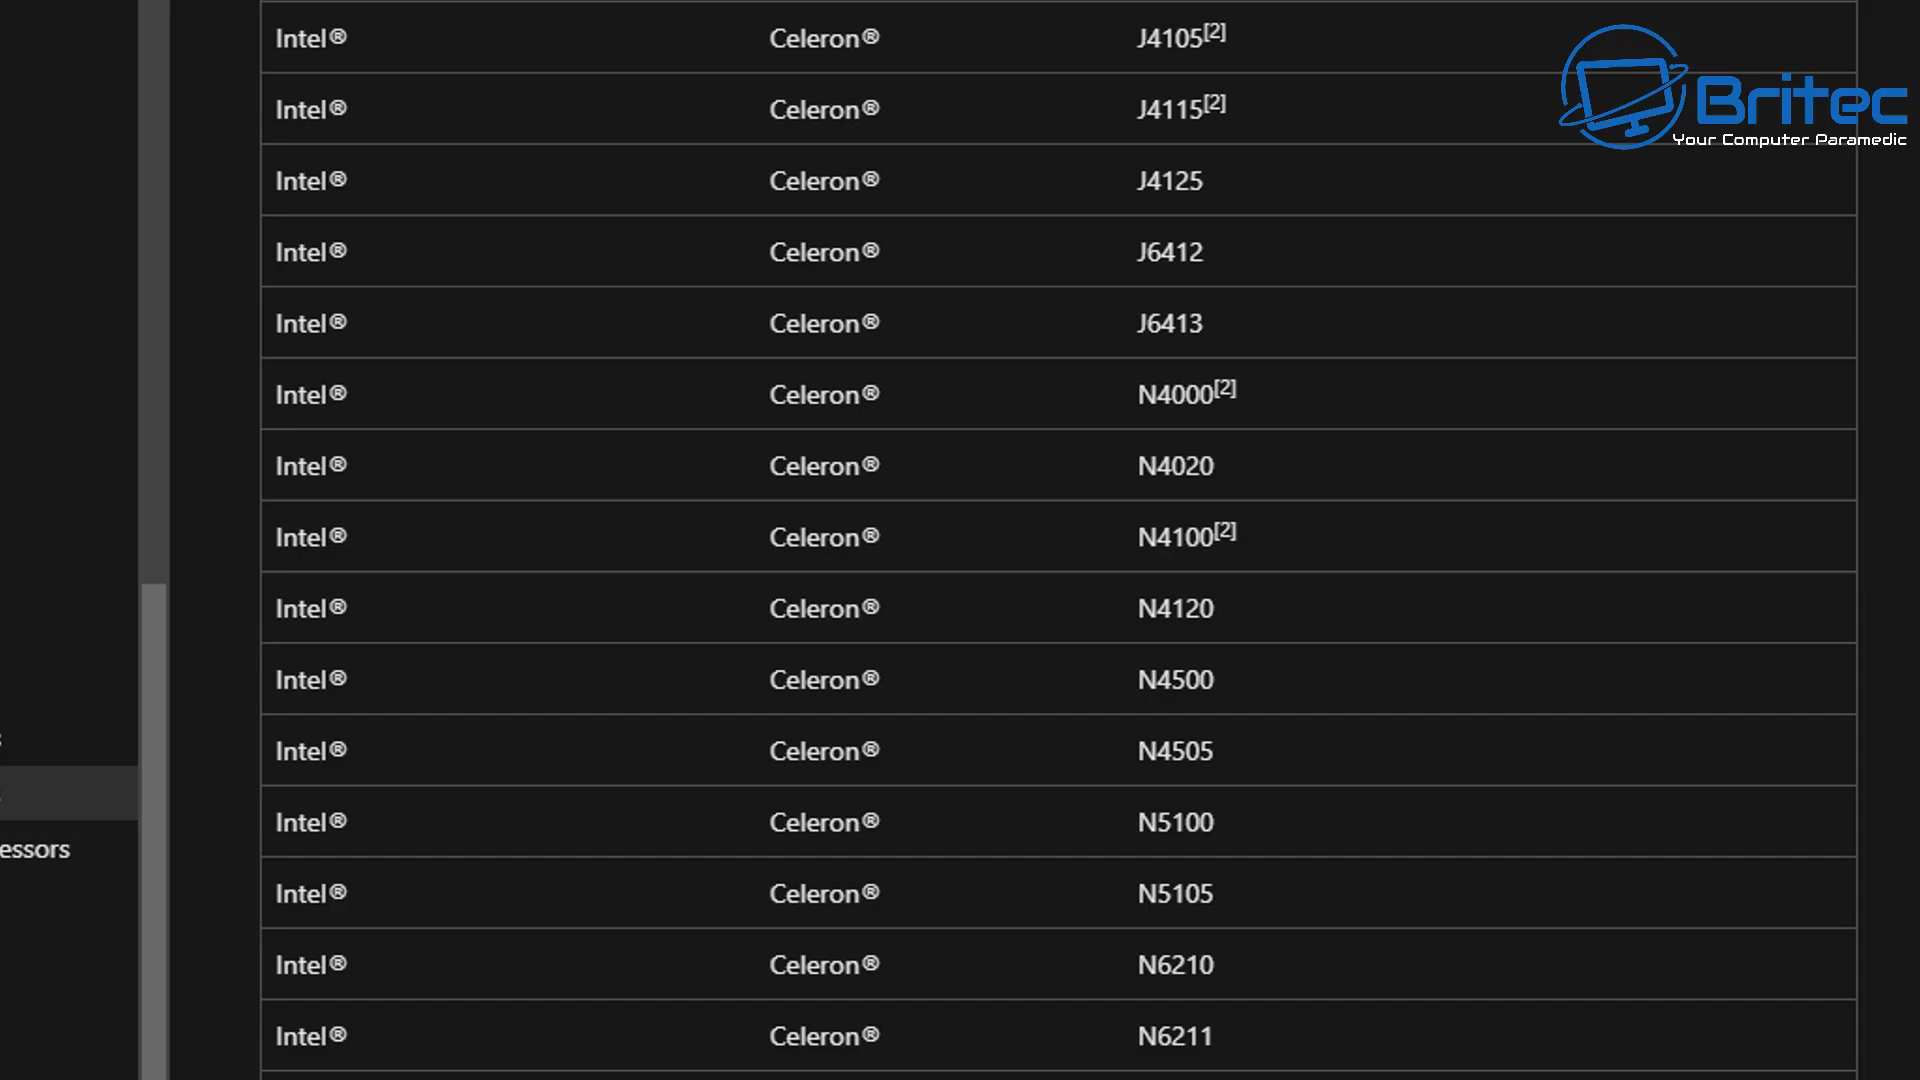 Intel® Celeron® J4105[2]
Intel® Celeron® J4115[2]
Britec
Your Computer Paramedic
Intel® Celeron® J4125
Intel® Celeron® J6412
Intel® Celeron® J6413
Intel® Celeron® N4000[2]
Intel® Celeron® N4020
Intel® Celeron® N4100[2]
Intel® Celeron® N4120
Intel® Celeron® N4500
Intel® Celeron® N4505
Intel® Celeron® N5100
essors
Intel® Celeron® N5105
Intel® Celeron® N6210
Intel® Celeron® N6211